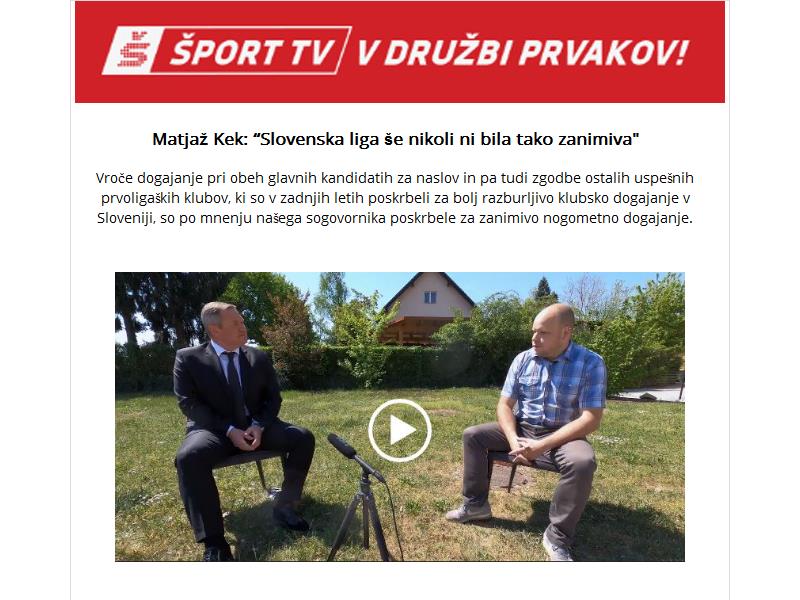 Š ŠPORT TV V DRUŽBI PRVAKOV!
Matjaž Kek: “Slovenska liga še nikoli ni bila tako zanimiva"
Vroče dogajanje pri obeh glavnih kandidatih za naslov in pa tudi zgodbe ostalih uspešnih
prvoligaških klubov, ki so v zadnjih letih poskrbeli za bolj razburljivo klubsko dogajanje v
Sloveniji, so po mnenju našega sogovornika poskrbele za zanimivo nogometno dogajanje.